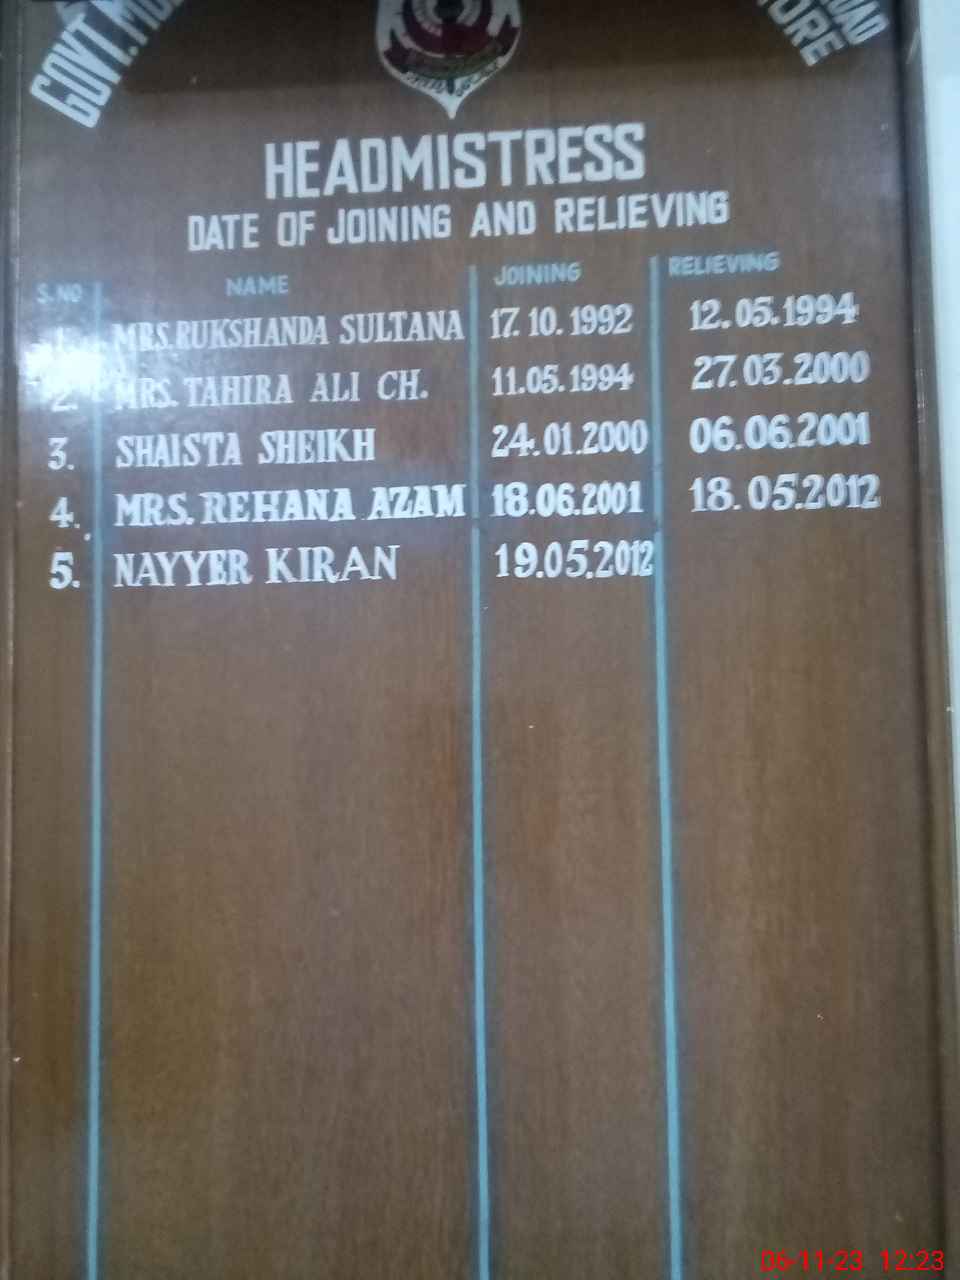 GOVT.
HEADMISTRESS
DATE OF JOINING AND RELIEVING
S.NO NAME JOINING RELIEVING
1. MRS.RUKSHANDA SULTANA 17.10.1992 12.05.1994
2. MRS. TAHIRA ALI CH. 11.05.1994 27.03.2000
3. SHAISTA SHEIKH 24.01.2000 06.06.2001
4. MRS. REHANA AZAM 18.06.2001 18.05.2012
5. NAYYER KIRAN 19.05.2012
06-11-23 12:23